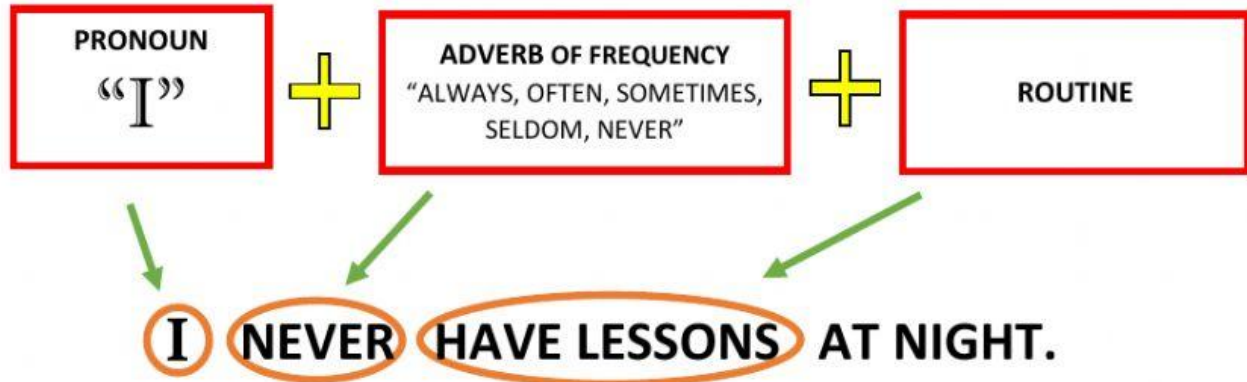 PRONOUN
“I”
ADVERB OF FREQUENCY
“ALWAYS, OFTEN, SOMETIMES,
SELDOM, NEVER”
ROUTINE
I NEVER HAVE LESSONS AT NIGHT.